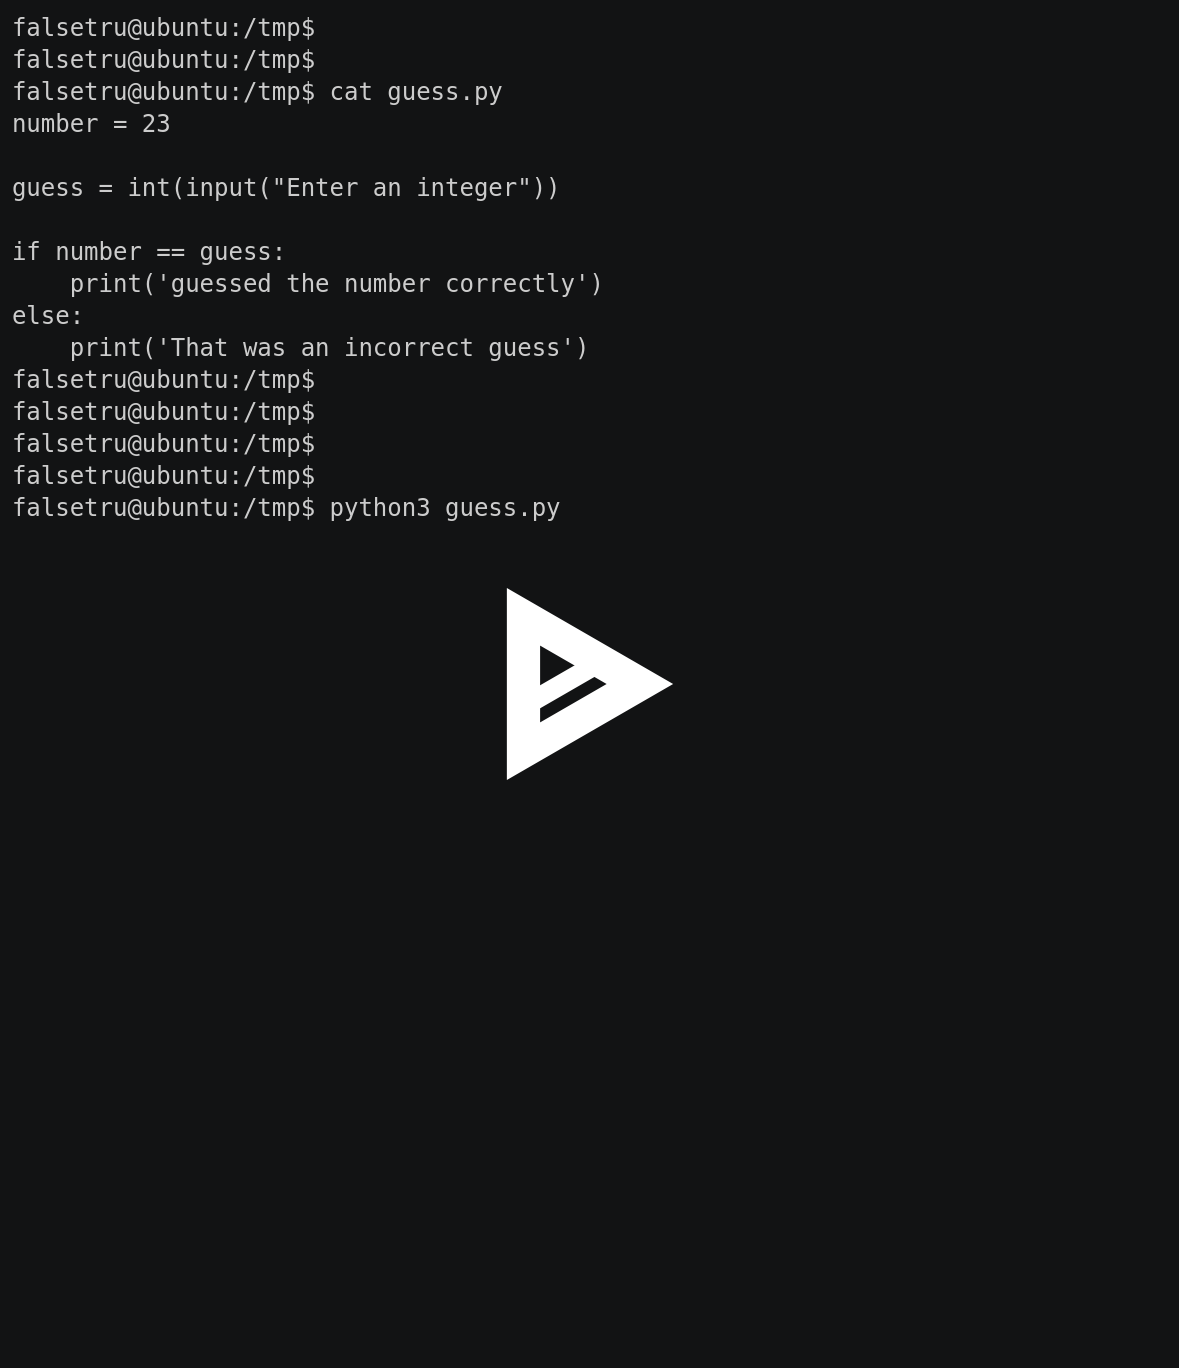 falsetru@ubuntu:/tmp$
falsetru@ubuntu:/tmp$
falsetru@ubuntu:/tmp$ cat guess.py
number = 23

guess = int(input("Enter an integer"))

if number == guess:
    print('guessed the number correctly')
else:
    print('That was an incorrect guess')
falsetru@ubuntu:/tmp$
falsetru@ubuntu:/tmp$
falsetru@ubuntu:/tmp$
falsetru@ubuntu:/tmp$
falsetru@ubuntu:/tmp$ python3 guess.py